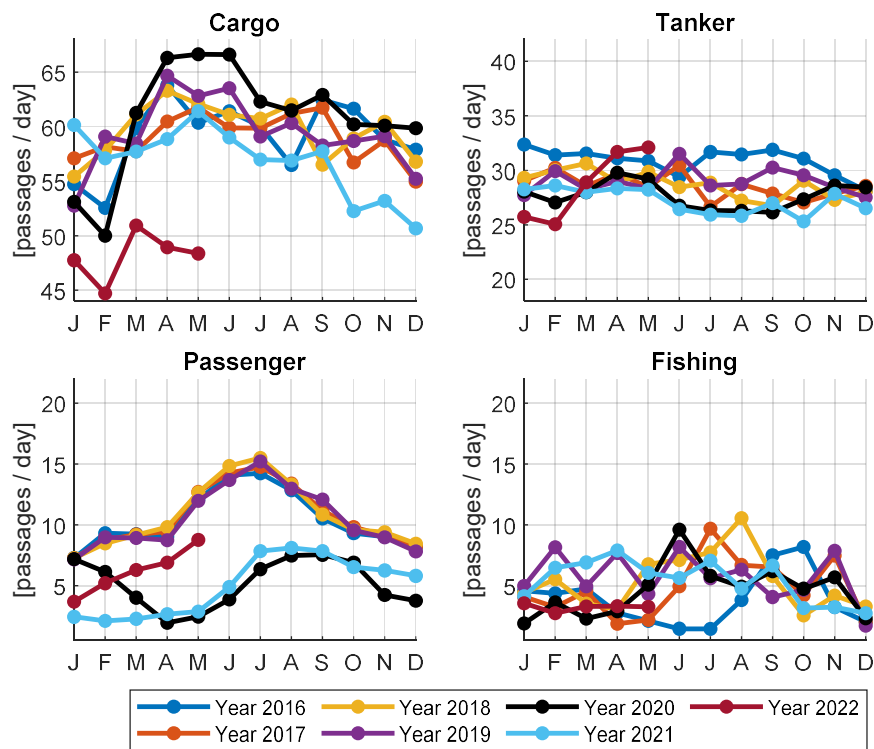 Cargo
Tanker
[passages / day]
65
60
55
50
45
J F M A M J J A S O N D
[passages / day]
40
35
30
25
20
J F M A M J J A S O N D
Passenger
Fishing
[passages / day]
20
15
10
5
J F M A M J J A S O N D
[passages / day]
20
15
10
5
J F M A M J J A S O N D
Year 2016 Year 2018 Year 2020 Year 2022
Year 2017 Year 2019 Year 2021